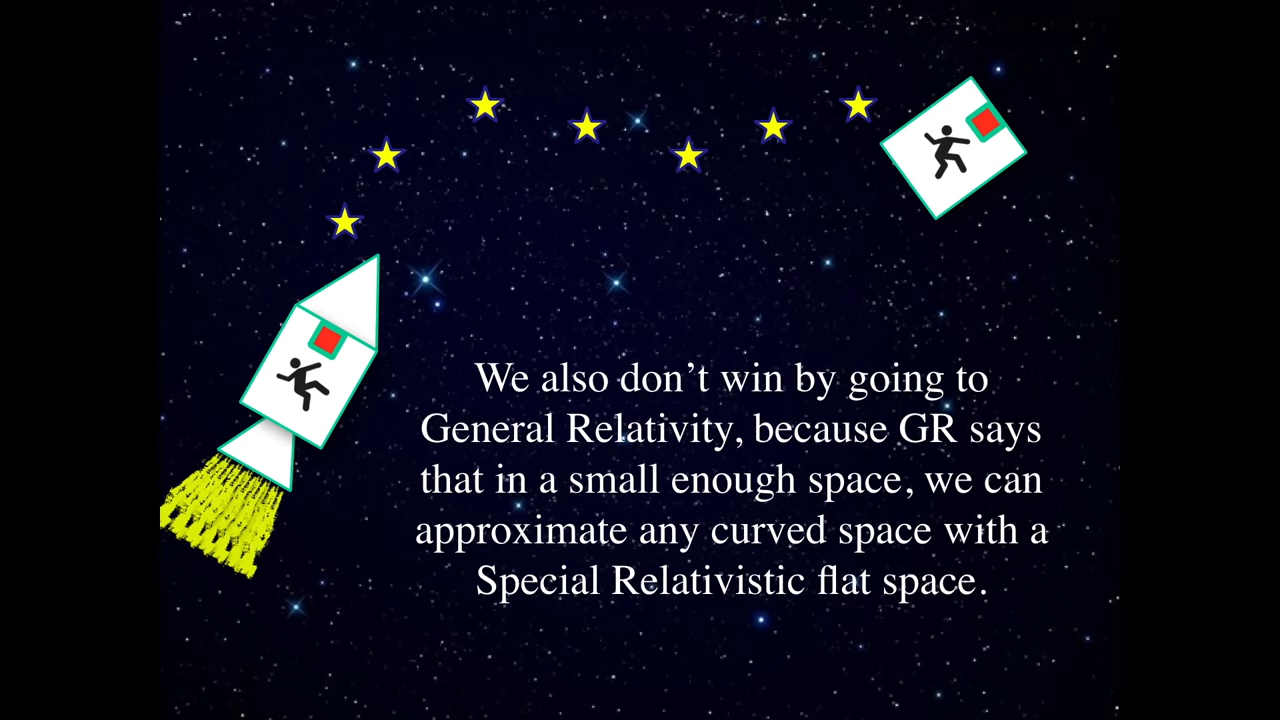 We also don’t win by going to
General Relativity, because GR says
that in a small enough space, we can
approximate any curved space with a
Special Relativistic flat space.